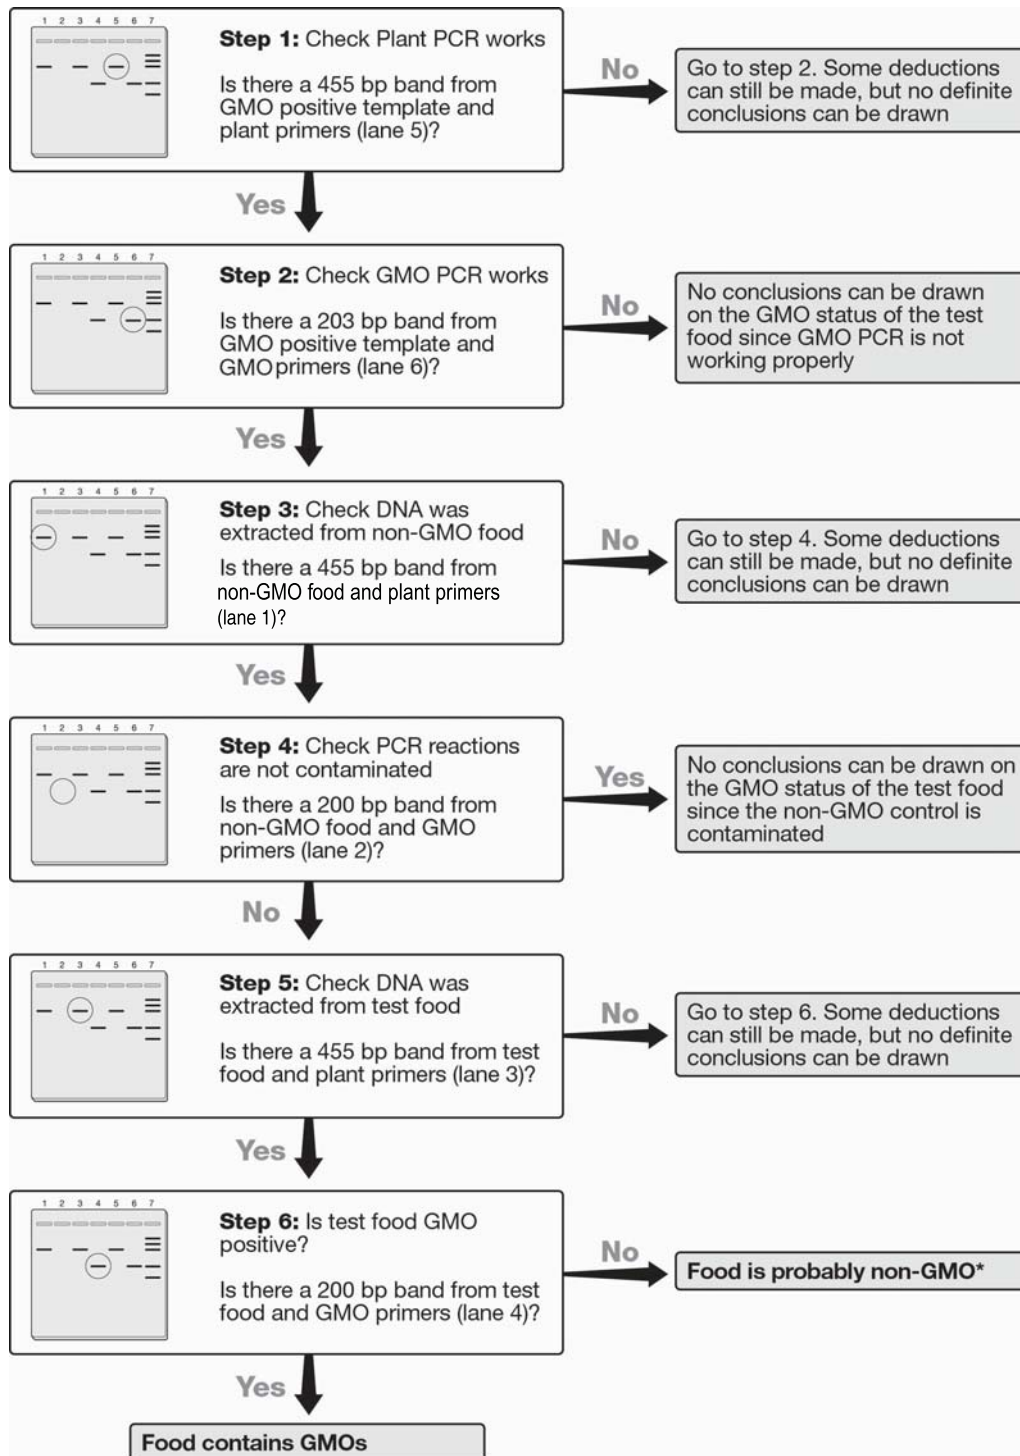 1 2 3 4 5 6 7
Step 1: Check Plant PCR works
Is there a 455 bp band from
GMO positive template and
plant primers (lane 5)?
No
Go to step 2. Some deductions
can still be made, but no definite
conclusions can be drawn
Yes
1 2 3 4 5 6 7
Step 2: Check GMO PCR works
Is there a 203 bp band from
GMO positive template and
GMO primers (lane 6)?
No
No conclusions can be drawn
on the GMO status of the test
food since GMO PCR is not
working properly
Yes
1 2 3 4 5 6 7
Step 3: Check DNA was
extracted from non-GMO food
Is there a 455 bp band from
non-GMO food and plant primers
(lane 1)?
No
Go to step 4. Some deductions
can still be made, but no definite
conclusions can be drawn
Yes
1 2 3 4 5 6 7
Step 4: Check PCR reactions
are not contaminated
Is there a 200 bp band from
non-GMO food and GMO
primers (lane 2)?
Yes
No conclusions can be drawn on
the GMO status of the test food
since the non-GMO control is
contaminated
No
1 2 3 4 5 6 7
Step 5: Check DNA was
extracted from test food
Is there a 455 bp band from test
food and plant primers (lane 3)?
No
Go to step 6. Some deductions
can still be made, but no definite
conclusions can be drawn
Yes
1 2 3 4 5 6 7
Step 6: Is test food GMO
positive?
Is there a 200 bp band from test
food and GMO primers (lane 4)?
No
Food is probably non-GMO*
Yes
Food contains GMOs